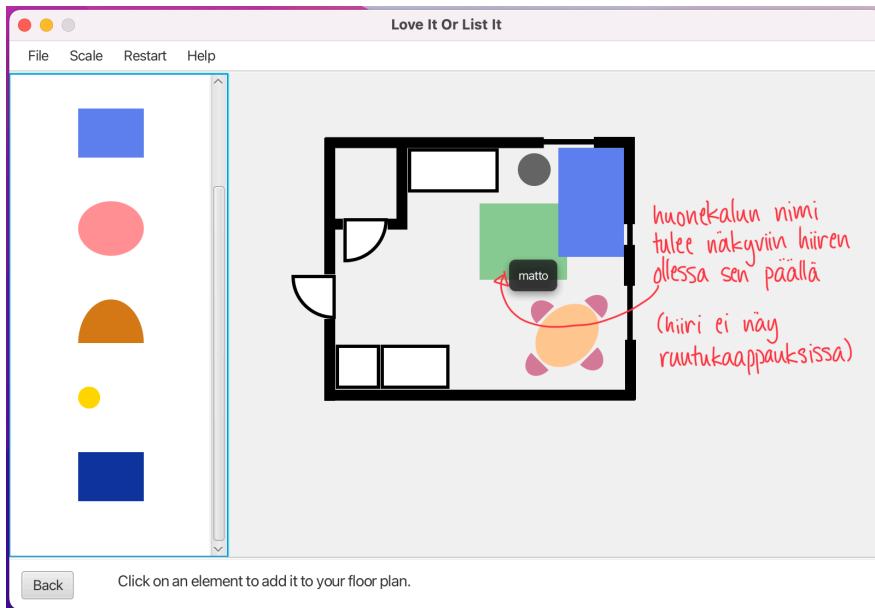 Love It Or List It
File Scale Restart Help
huonekalun nimi
tulee näkyviin hiiren
ollessa sen päällä
matto
(hiiri ei näy
ruutukaappauksissa)
Back Click on an element to add it to your floor plan.